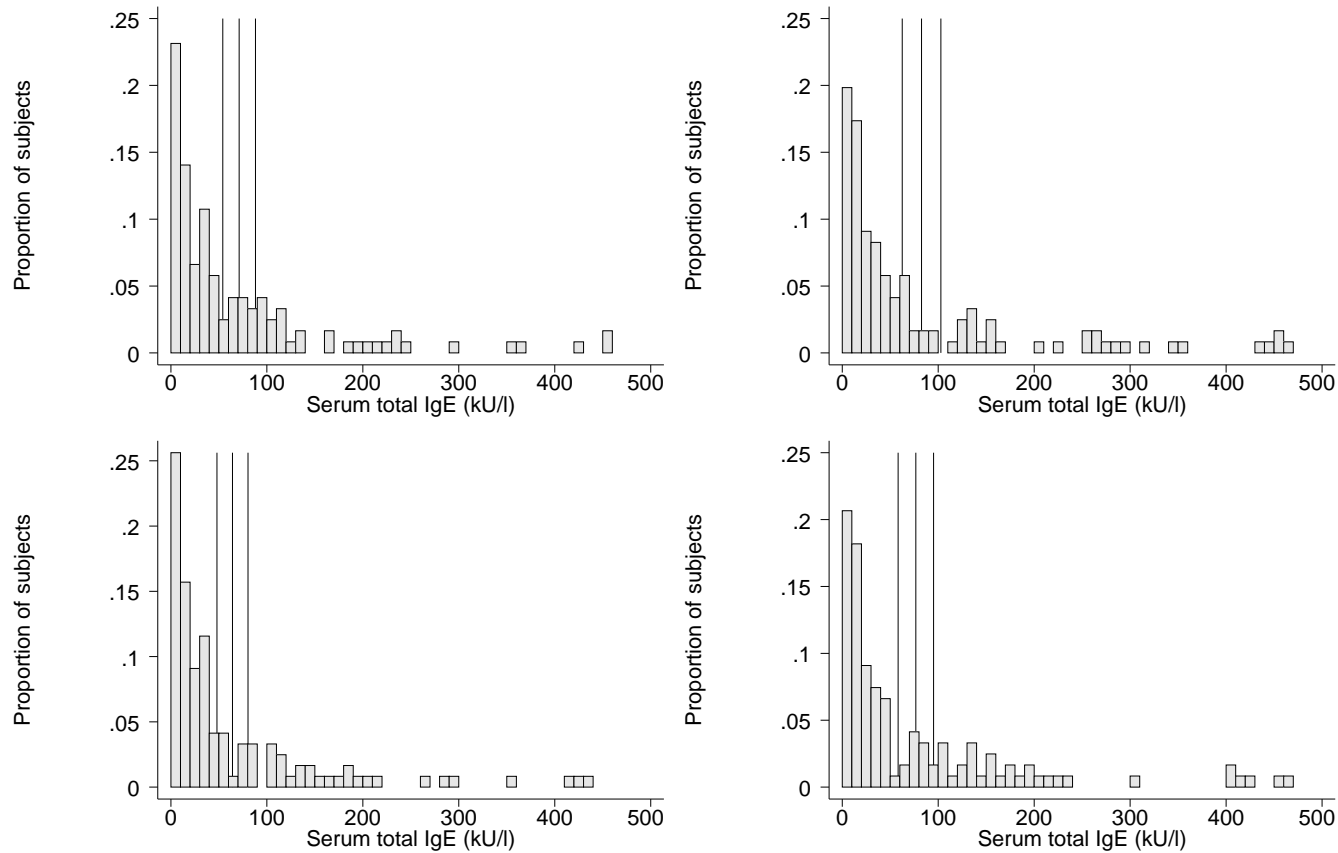 Proportion of subjects
.25
.2
.15
.1
.05
0
0 100 200 300 400 500
Serum total IgE (kU/l)
Proportion of subjects
.25
.2
.15
.1
.05
0
0 100 200 300 400 500
Serum total IgE (kU/l)
Proportion of subjects
.25
.2
.15
.1
.05
0
0 100 200 300 400 500
Serum total IgE (kU/l)
Proportion of subjects
.25
.2
.15
.1
.05
0
0 100 200 300 400 500
Serum total IgE (kU/l)